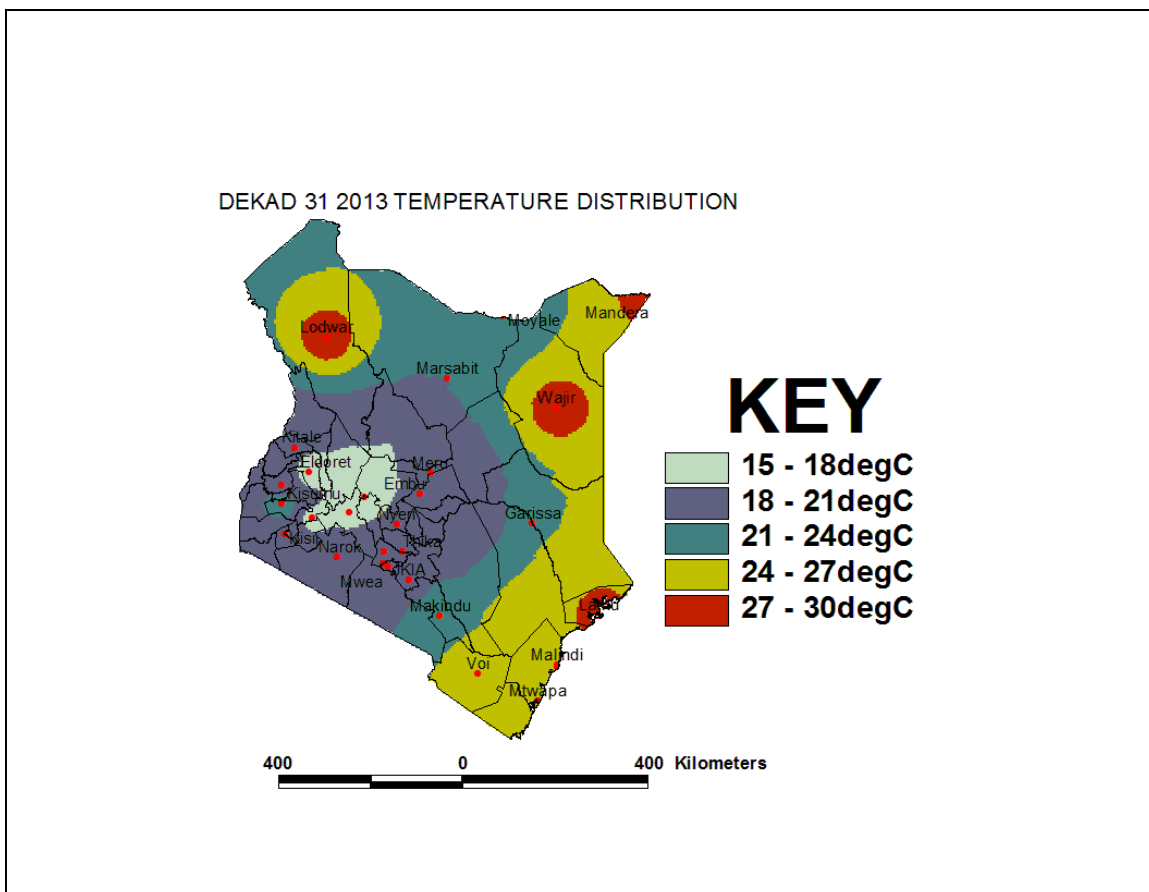 DEKAD 31 2013 TEMPERATURE DISTRIBUTION
Lodwar
Moyale
Mandera
Marsabit
Wajir
KEY
Kitale
Eldoret
Meru
15 - 18degC
Embu
Kisumu
18 - 21degC
Nyeri
Garissa
Kisii
Narok
Thika
21 - 24degC
JKIA
Mwea
24 - 27degC
Makindu
Lamu
27 - 30degC
Malindi
Voi
Mtwapa
400 0 400 Kilometers